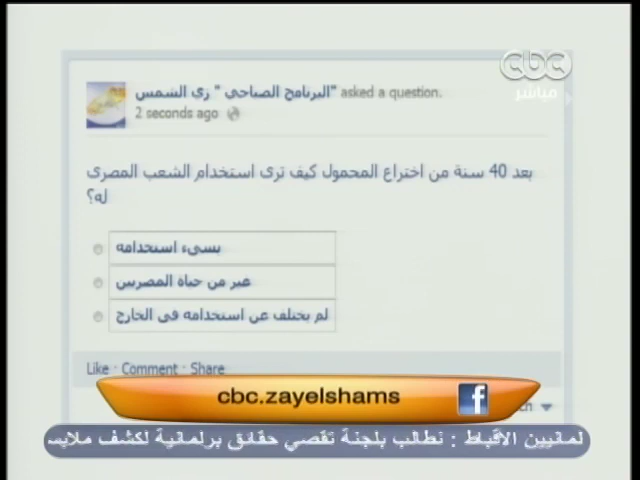 cbc
مباشر
البرنامج الصباحي " زى الشمس" asked a question.
2 seconds ago
بعد 40 سنة من اختراع المحمول كيف ترى استخدام الشعب المصرى
له؟
يسىء استخدامه
غير من حياة المصريين
لم يختلف عن استخدامه فى الخارج
Like · Comment · Share
cbc.zayelshams f
لمانيين الأقباط : نطالب بلجنة تقصي حقائق برلمانية لكشف ملابس